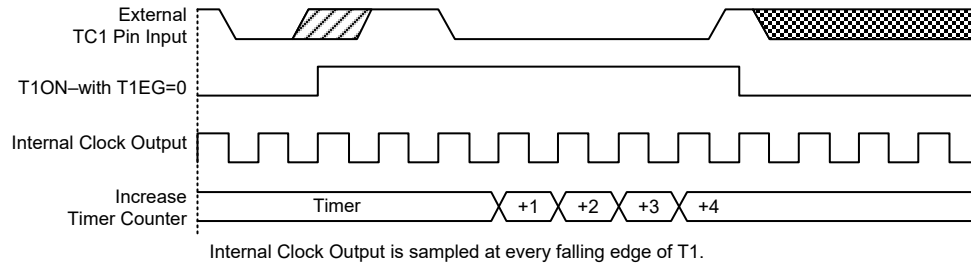 External
TC1 Pin Input
T1ON–with T1EG=0
Internal Clock Output
Increase
Timer Counter
Timer
+1
+2
+3
+4
Internal Clock Output is sampled at every falling edge of T1.